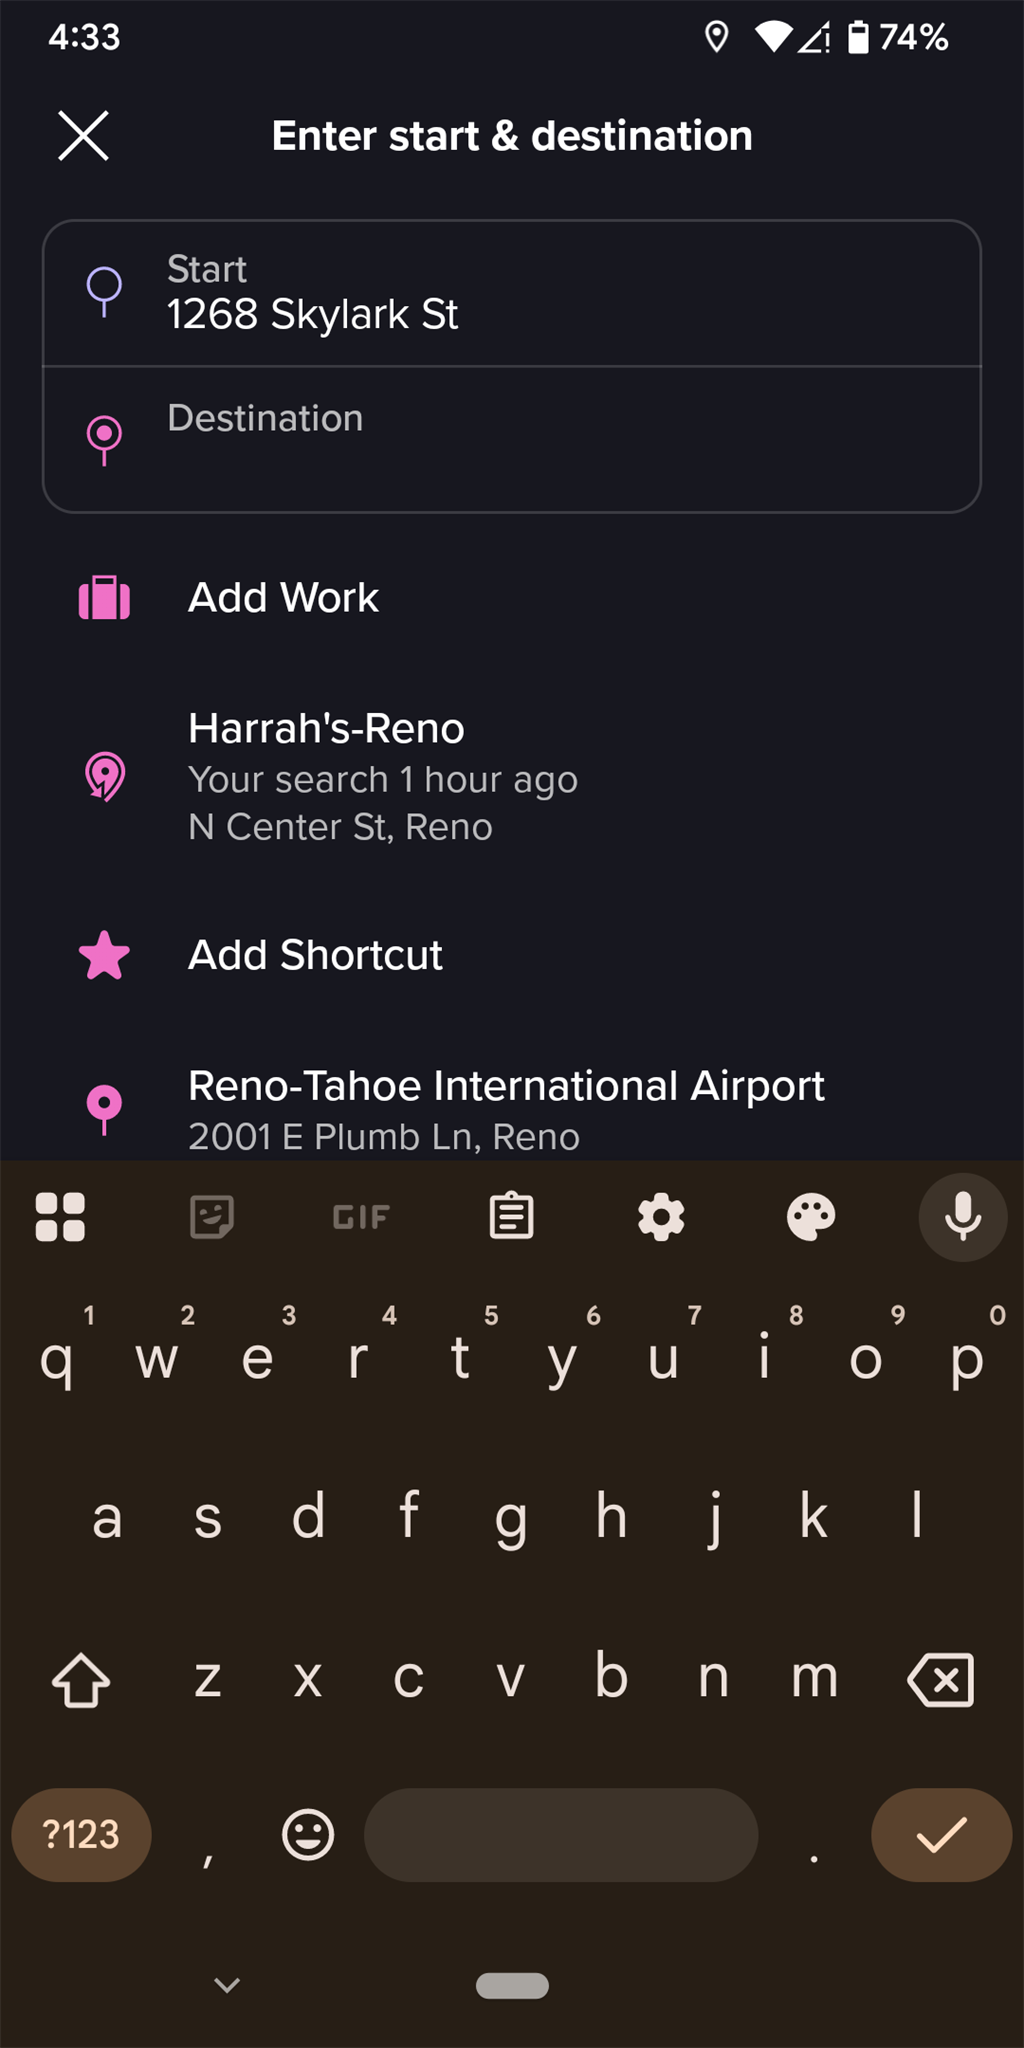 4:33
74%
Enter start & destination
Start
1268 Skylark St
Destination
Add Work
Harrah's-Reno
Your search 1 hour ago
N Center St, Reno
Add Shortcut
Reno-Tahoe International Airport
2001 E Plumb Ln, Reno
GIF
1 2 3 4 5 6 7 8 9 0
q w e r t y u i o p
a s d f g h j k l
z x c v b n m
?123 , .